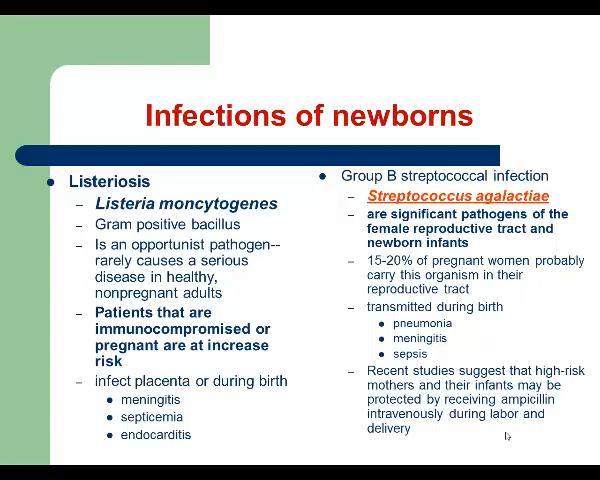 Infections of newborns
Listeriosis
– Listeria moncytogenes
– Gram positive bacillus
– Is an opportunist pathogen--
rarely causes a serious
disease in healthy,
nonpregnant adults
– Patients that are
immunocompromised or
pregnant are at increase
risk
– infect placenta or during birth
meningitis
septicemia
endocarditis
Group B streptococcal infection
– Streptococcus agalactiae
– are significant pathogens of the
female reproductive tract and
newborn infants
– 15-20% of pregnant women probably
carry this organism in their
reproductive tract
– transmitted during birth
pneumonia
meningitis
sepsis
– Recent studies suggest that high-risk
mothers and their infants may be
protected by receiving ampicillin
intravenously during labor and
delivery